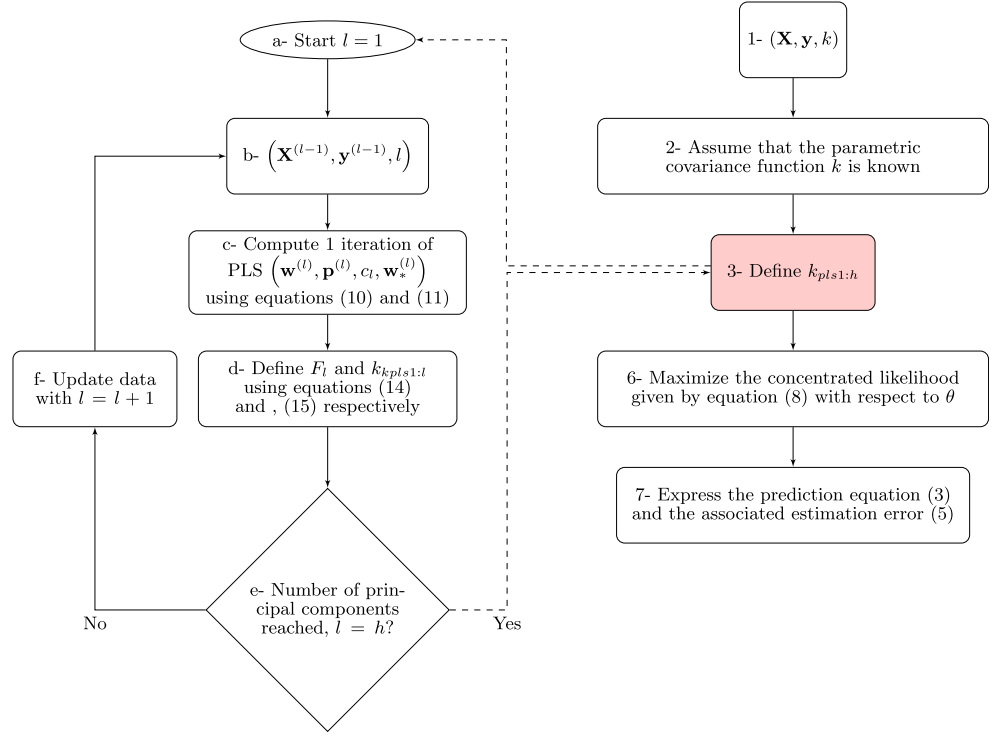 a- Start l = 1
b- (X^(l−1), y^(l−1), l)
c- Compute 1 iteration of
PLS (w^(l), p^(l), c_l, w_*^(l))
using equations (10) and (11)
d- Define F_l and k_kpls1:l
using equations (14)
and , (15) respectively
f- Update data
with l = l + 1
e- Number of prin-
cipal components
reached, l = h?
No
Yes
1- (X, y, k)
2- Assume that the parametric
covariance function k is known
3- Define k_pls1:h
6- Maximize the concentrated likelihood
given by equation (8) with respect to θ
7- Express the prediction equation (3)
and the associated estimation error (5)